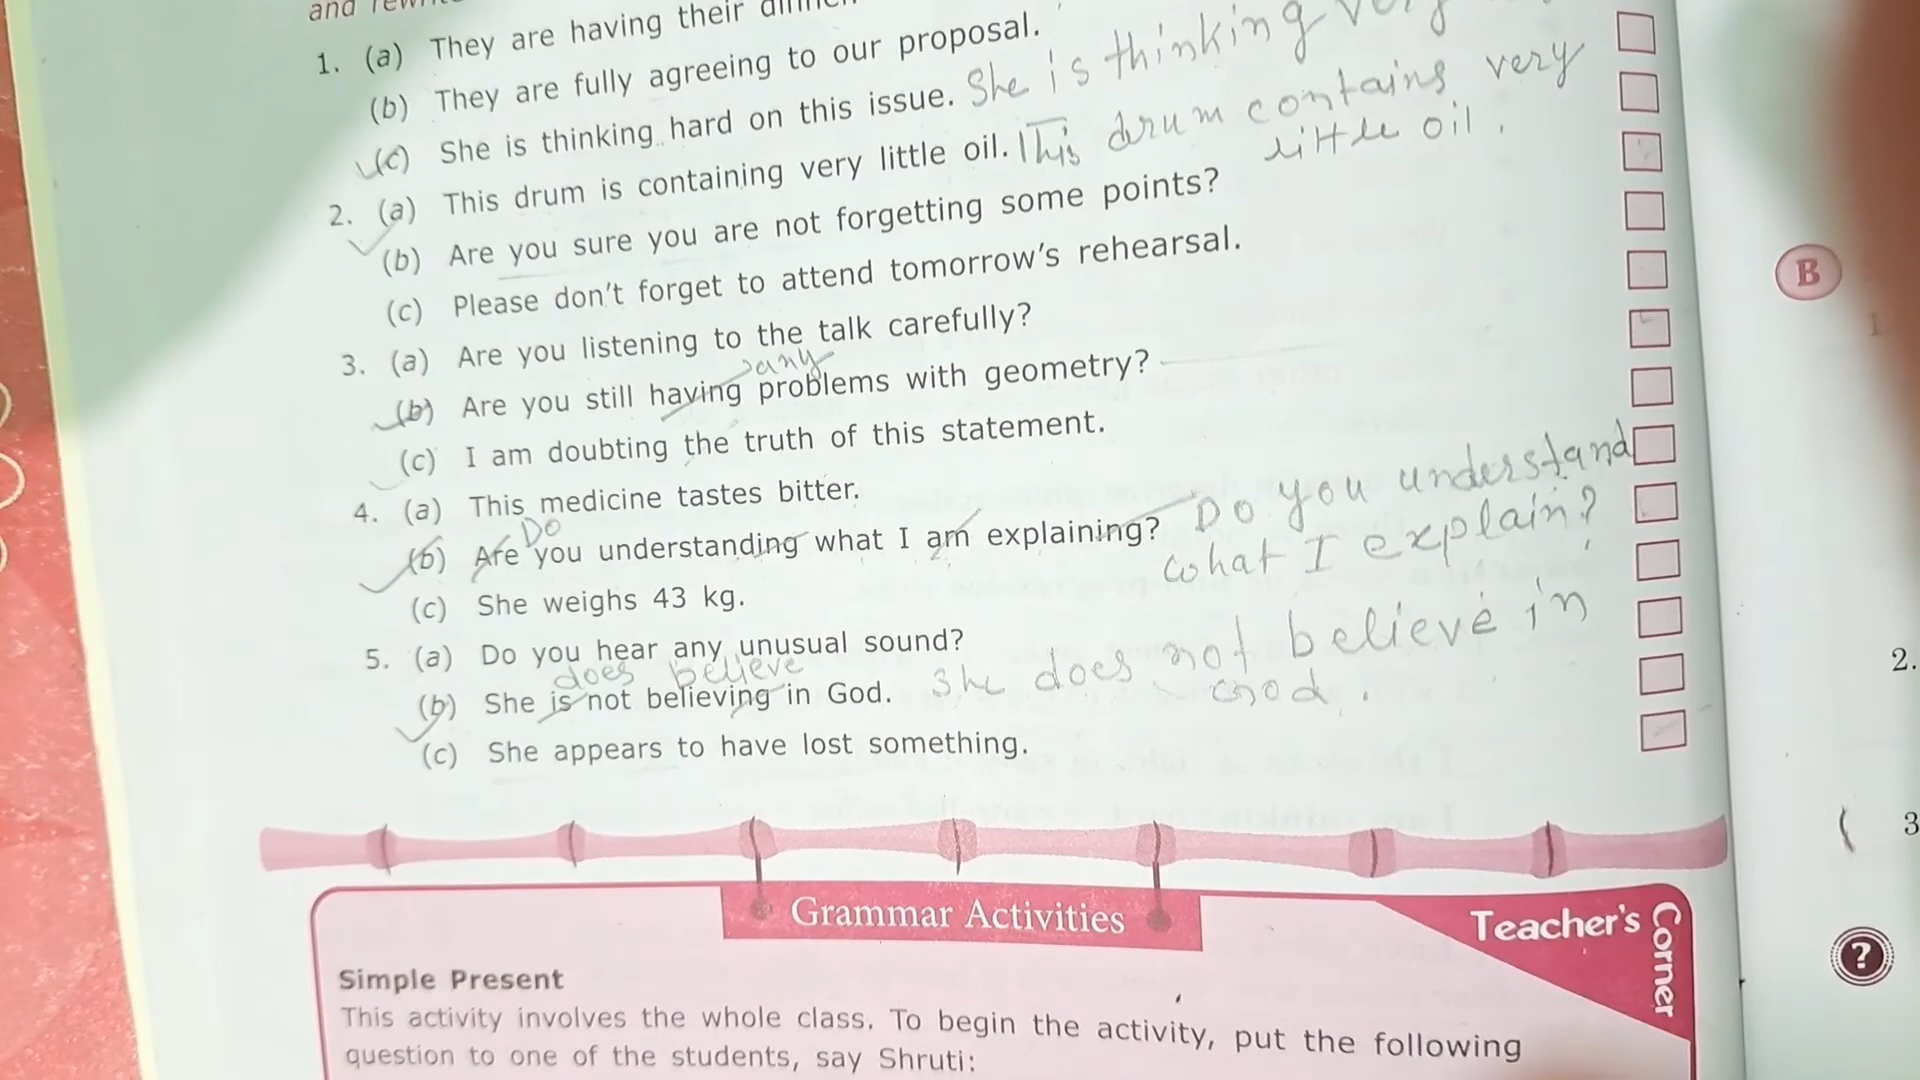 and
1. (a) They are having their
(b) They are fully agreeing to our proposal.
(c) She is thinking hard on this issue. She is thinking
2. (a) This drum is containing very little oil. This drum contains very
little oil.
(b) Are you sure you are not forgetting some points?
(c) Please don't forget to attend tomorrow's rehearsal.
3. (a) Are you listening to the talk carefully?
any
(b) Are you still having problems with geometry?
(c) I am doubting the truth of this statement.
4. (a) This medicine tastes bitter.
Do
(b) Are you understanding what I am explaining? Do you understand
what I explain?
(c) She weighs 43 kg.
5. (a) Do you hear any unusual sound?
does believe
(b) She is not believing in God. She does not believe in
God.
(c) She appears to have lost something.
Grammar Activities
Teacher's Corner
Simple Present
This activity involves the whole class. To begin the activity, put the following
question to one of the students, say Shruti:
B
1
2.
3
?